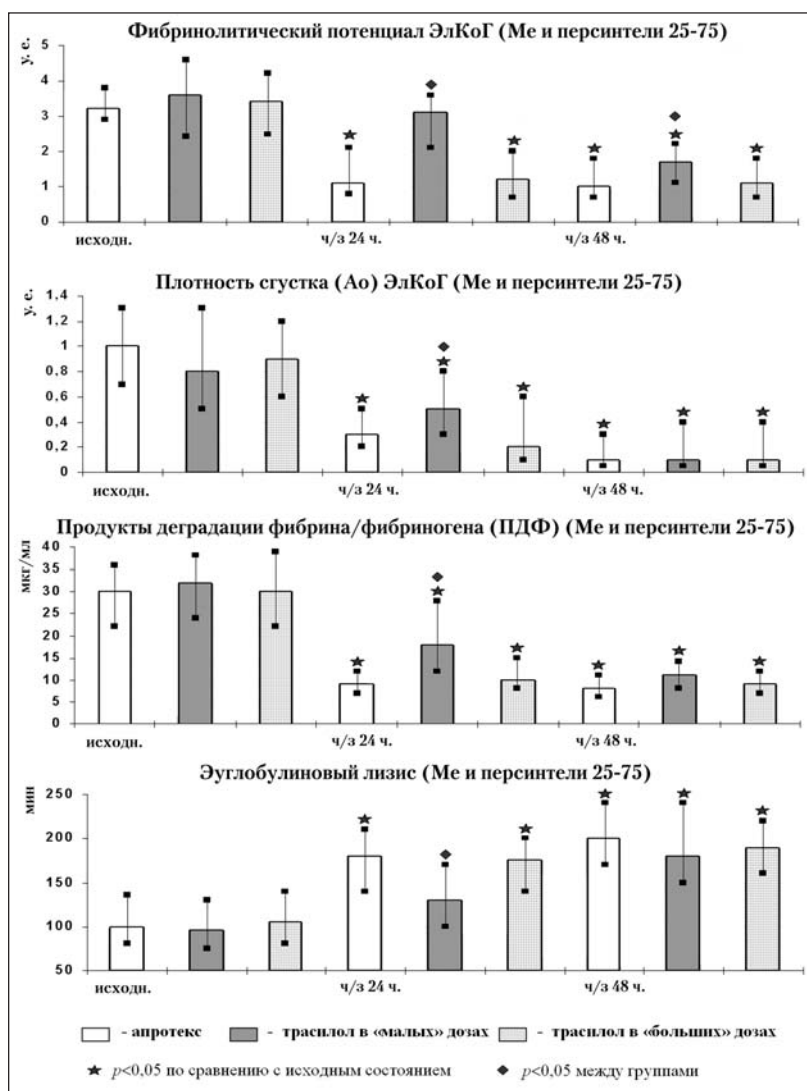 Фибринолитический потенциал ЭлКоГ (Ме и персинтели 25-75)
у. е.
5
4
3
2
1
0
исходн. ч/з 24 ч. ч/з 48 ч.
Плотность сгустка (Ао) ЭлКоГ (Ме и персинтели 25-75)
у. е.
1,4
1,2
1
0,8
0,6
0,4
0,2
0
исходн. ч/з 24 ч. ч/з 48 ч.
Продукты деградации фибрина/фибриногена (ПДФ) (Ме и персинтели 25-75)
мкг/мл
40
35
30
25
20
15
10
5
0
исходн. ч/з 24 ч. ч/з 48 ч.
Эуглобулиновый лизис (Ме и персинтели 25-75)
мин
250
200
150
100
50
исходн. ч/з 24 ч. ч/з 48 ч.
- апротекс - трасилол в «малых» дозах - трасилол в «больших» дозах
★ p<0,05 по сравнению с исходным состоянием ◆ p<0,05 между группами